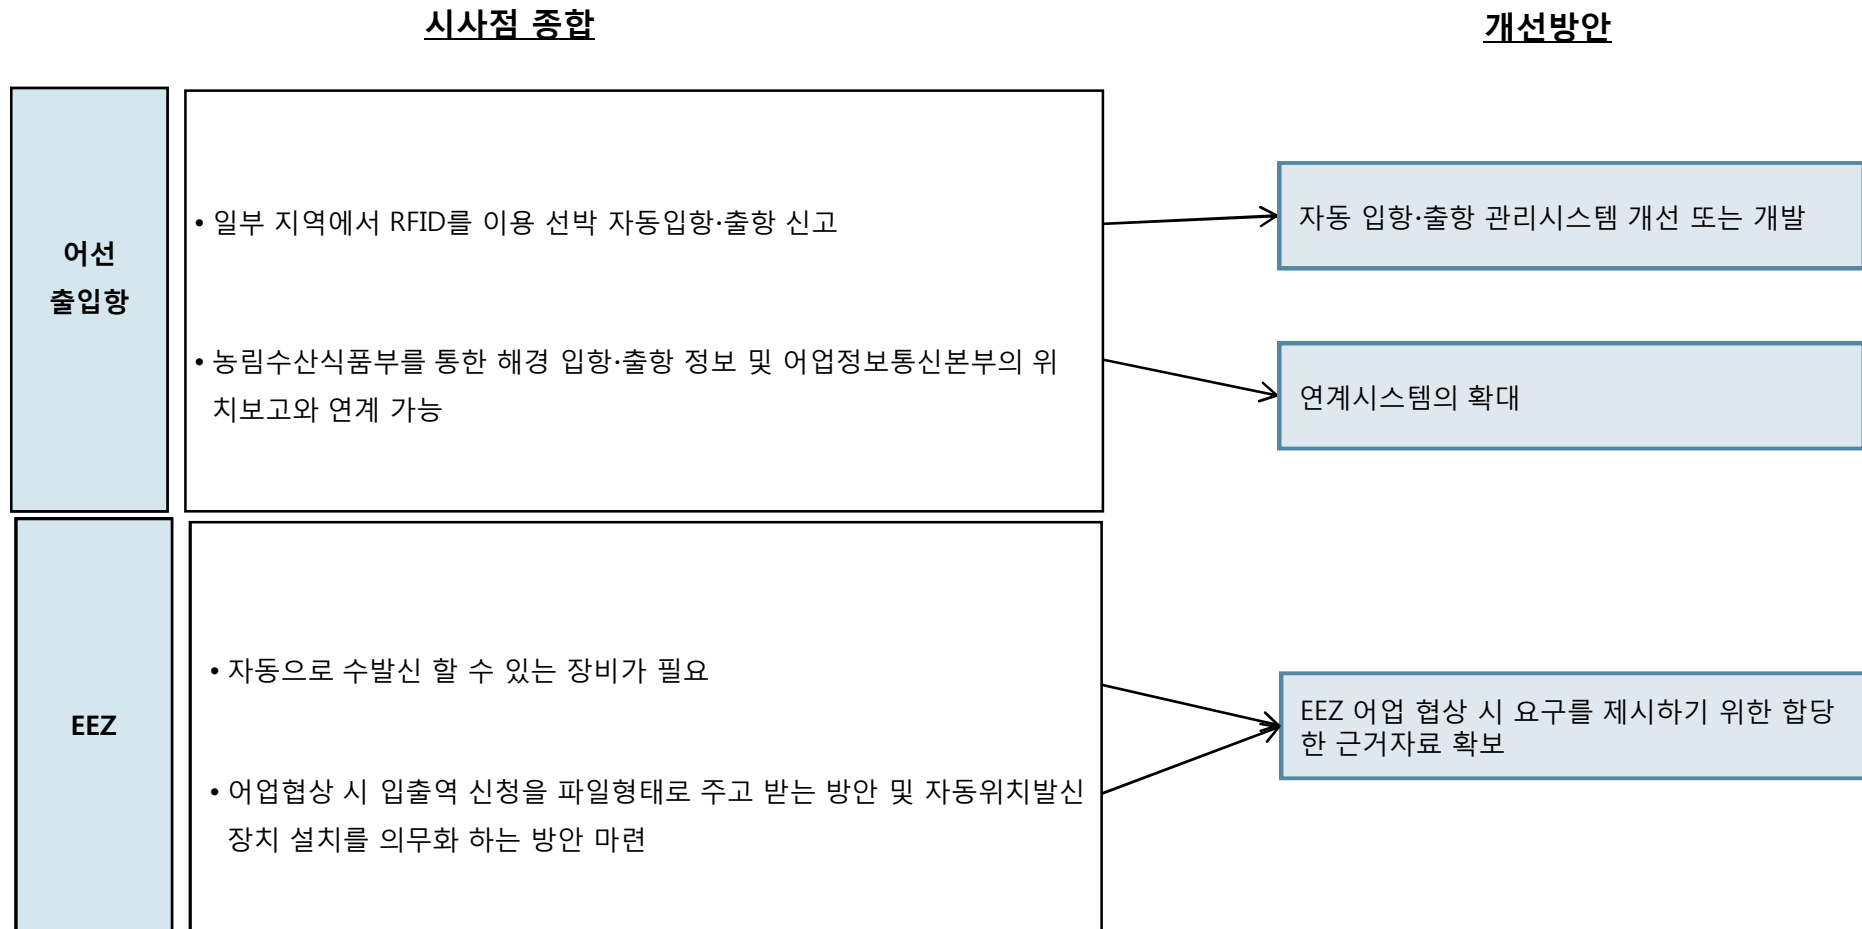 시사점 종합
개선방안
어선
출입항
• 일부 지역에서 RFID를 이용 선박 자동입항·출항 신고
• 농림수산식품부를 통한 해경 입항·출항 정보 및 어업정보통신본부의 위
치보고와 연계 가능
자동 입항·출항 관리시스템 개선 또는 개발
연계시스템의 확대
EEZ
• 자동으로 수발신 할 수 있는 장비가 필요
• 어업협상 시 입출역 신청을 파일형태로 주고 받는 방안 및 자동위치발신
장치 설치를 의무화 하는 방안 마련
EEZ 어업 협상 시 요구를 제시하기 위한 합당
한 근거자료 확보